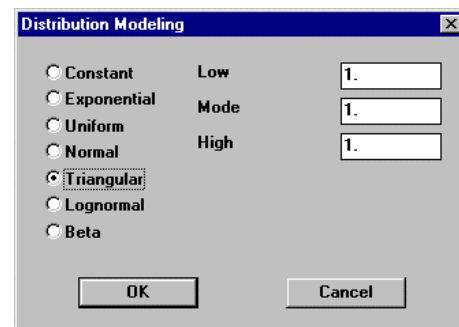 Distribution Modeling
Constant
Exponential
Uniform
Normal
Triangular
Lognormal
Beta
Low 1.
Mode 1.
High 1.
OK Cancel